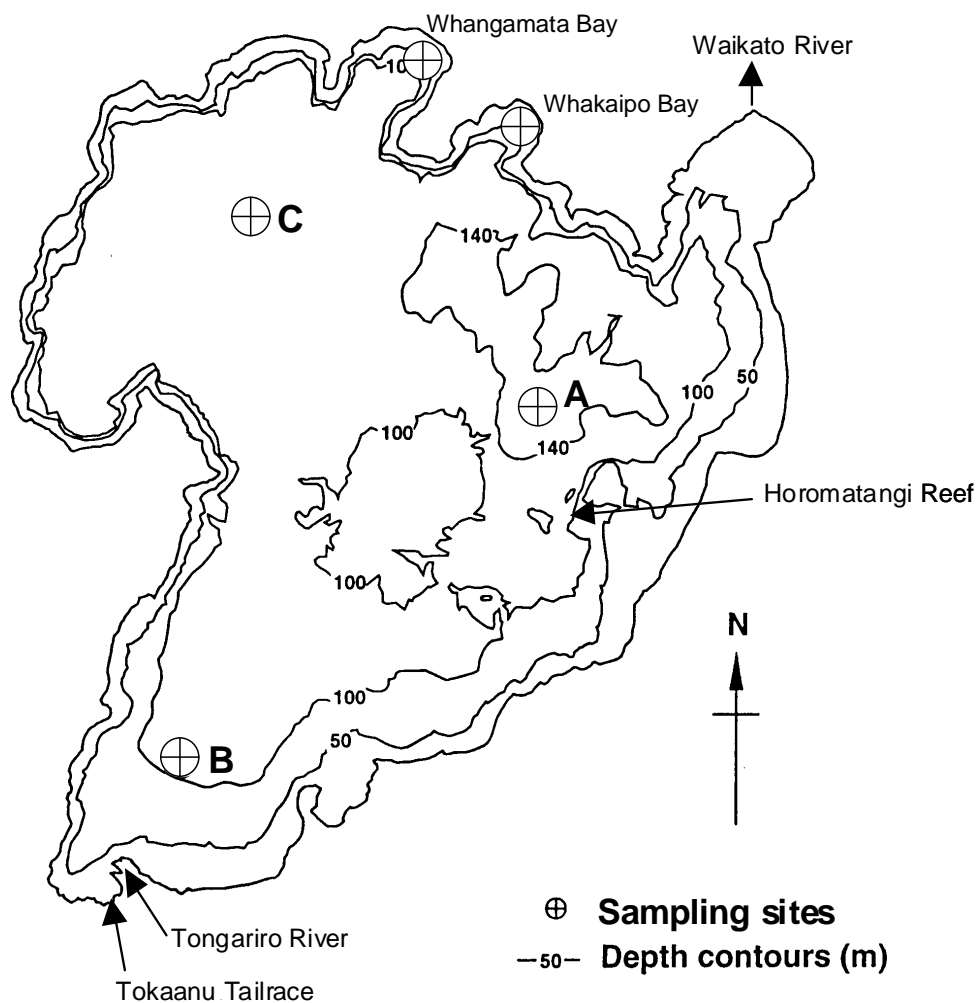 Whangamata Bay
Waikato River
10
Whakaipo Bay
C
140
A
100
50
100
140
Horomatangi Reef
100
N
100
50
B
Sampling sites
Tongariro River
—50— Depth contours (m)
Tokaanu Tailrace